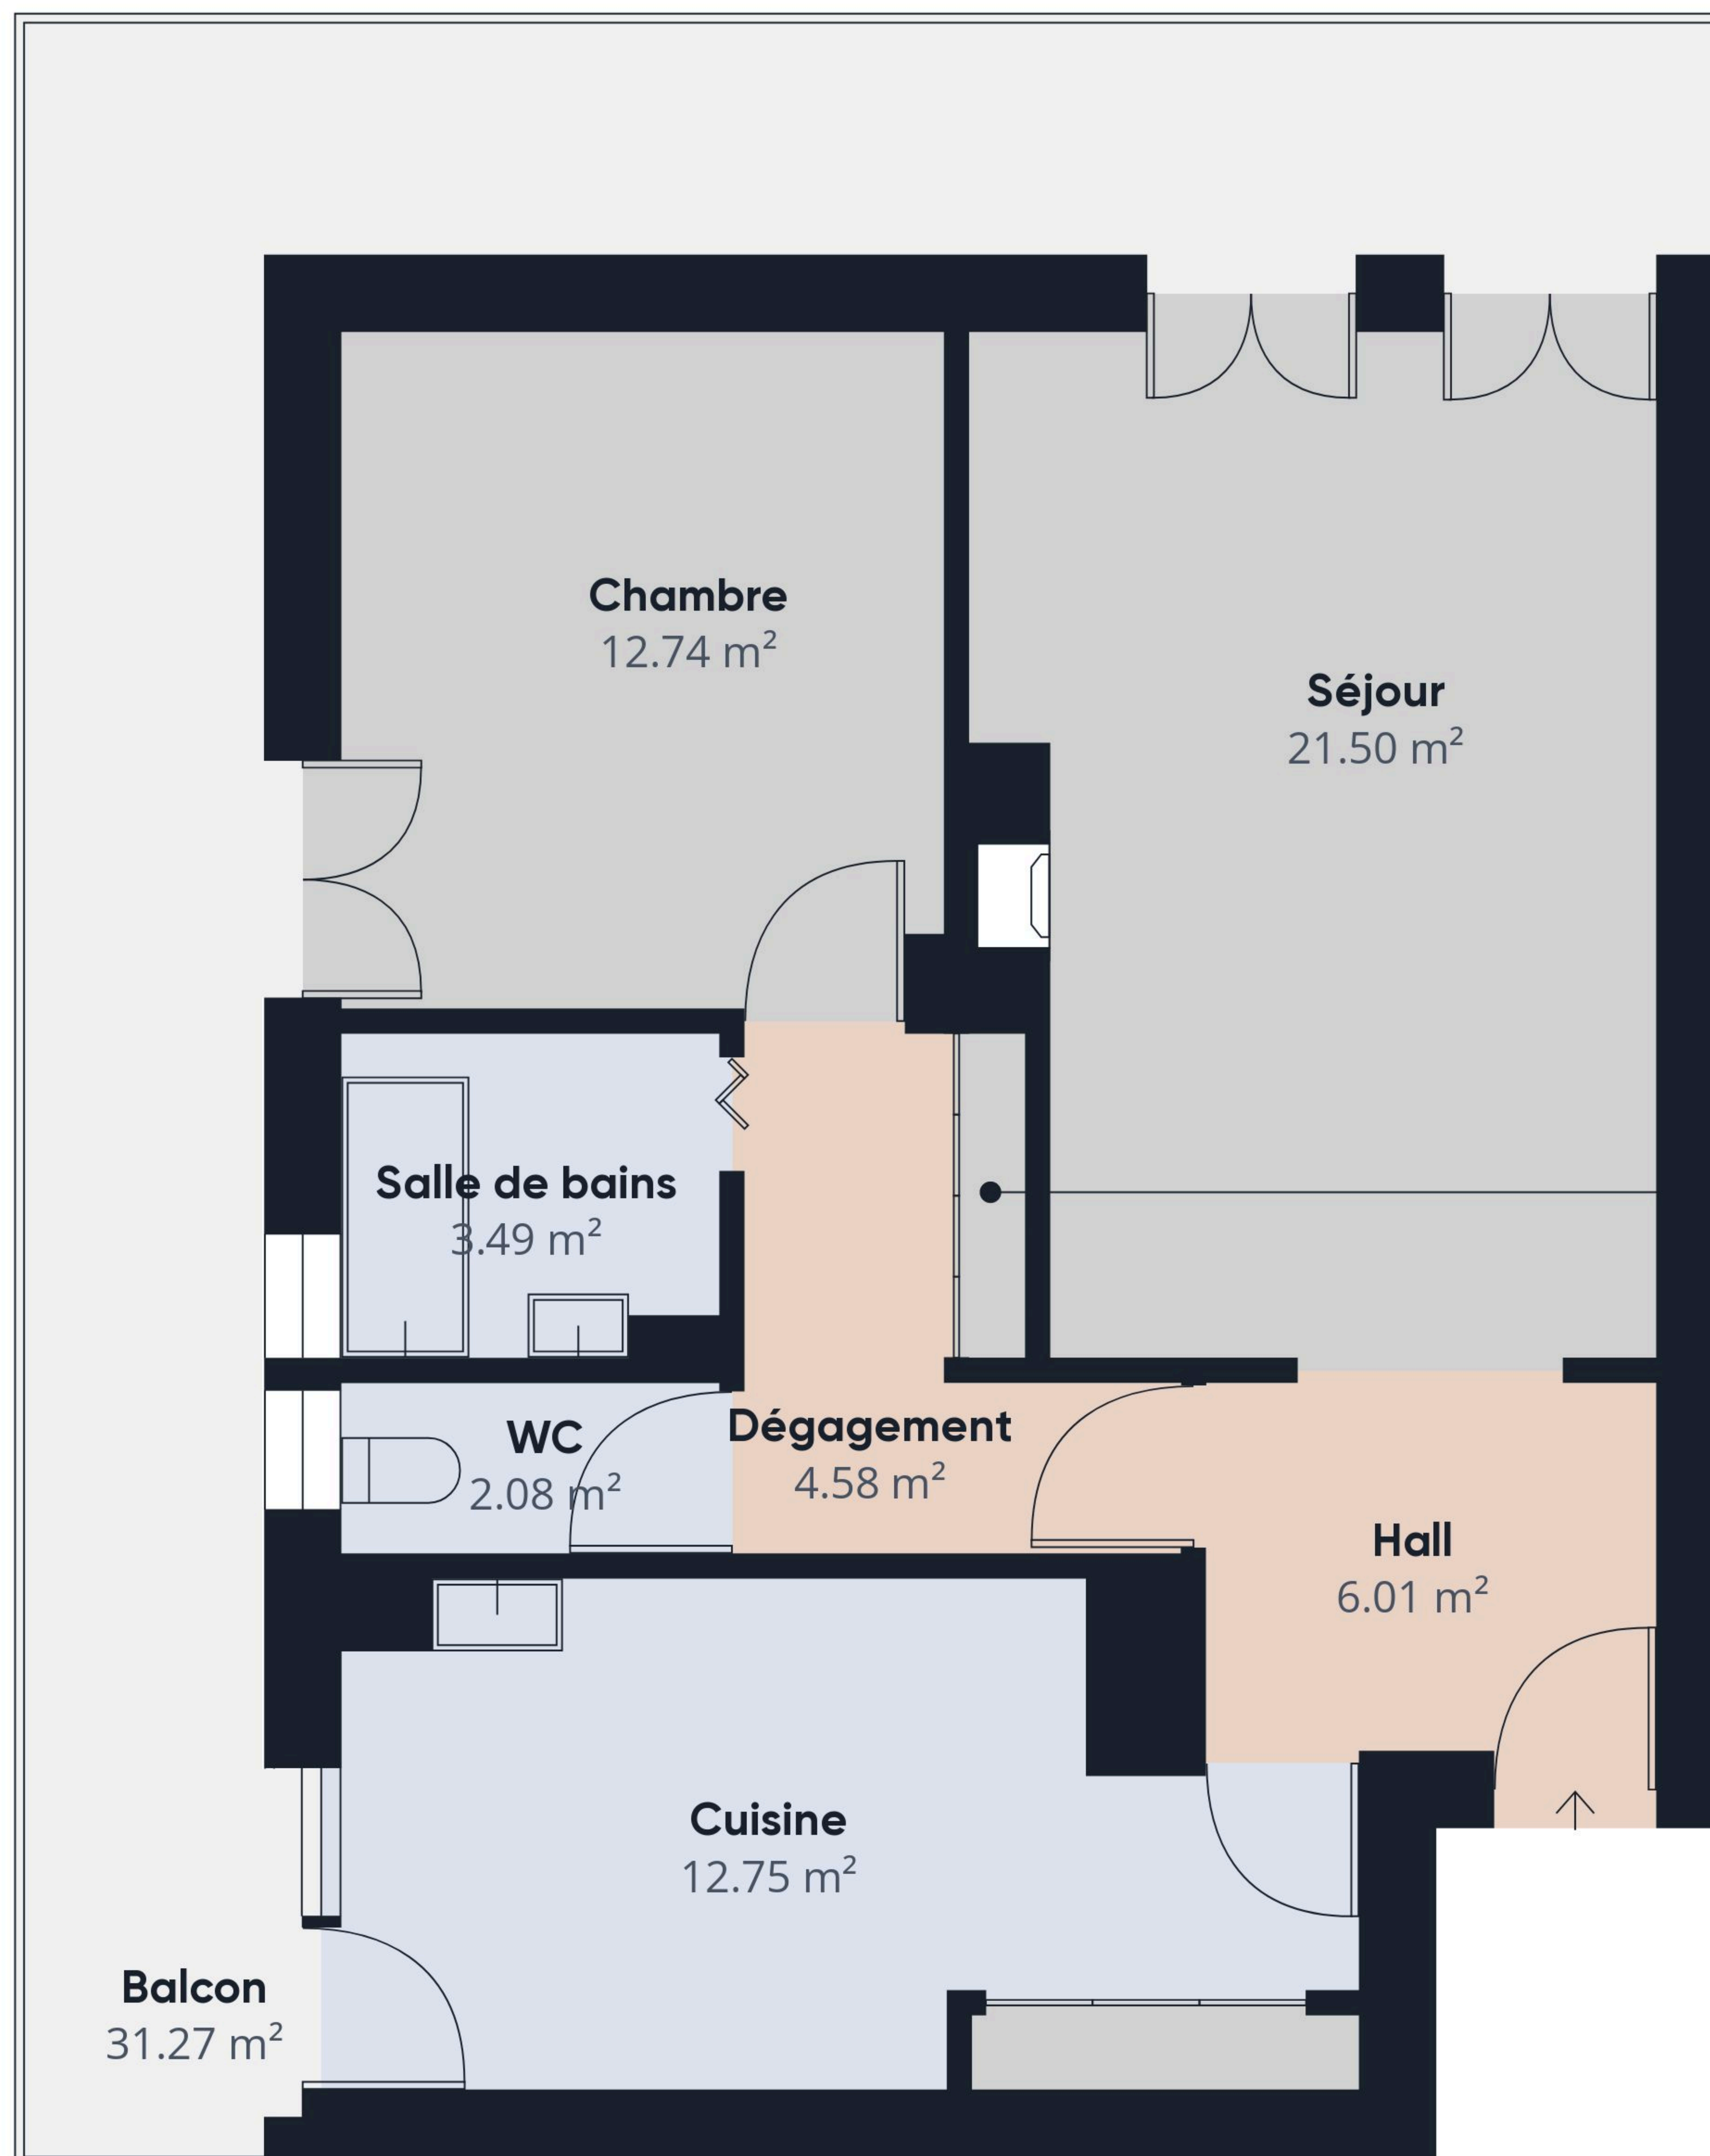 Chambre
12.74 m²
Séjour
21.50 m²
Salle de bains
3.49 m²
WC
2.08 m²
Dégagement
4.58 m²
Hall
6.01 m²
Cuisine
12.75 m²
Balcon
31.27 m²